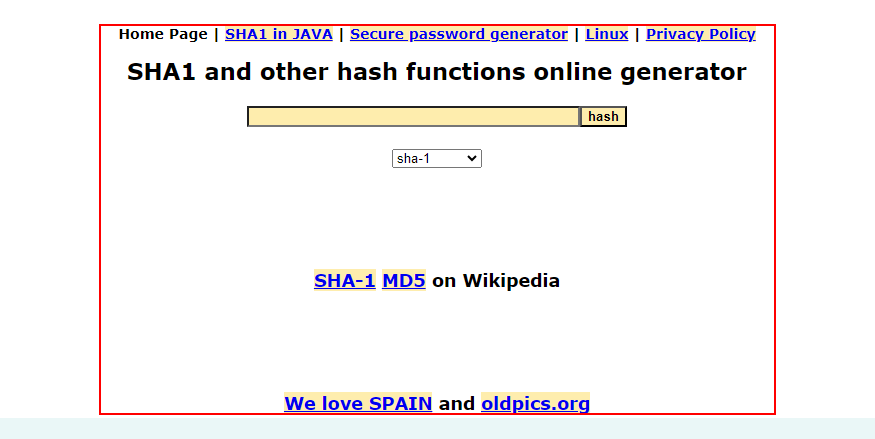 Home Page | SHA1 in JAVA | Secure password generator | Linux | Privacy Policy
SHA1 and other hash functions online generator
hash
sha-1
SHA-1 MD5 on Wikipedia
We love SPAIN and oldpics.org